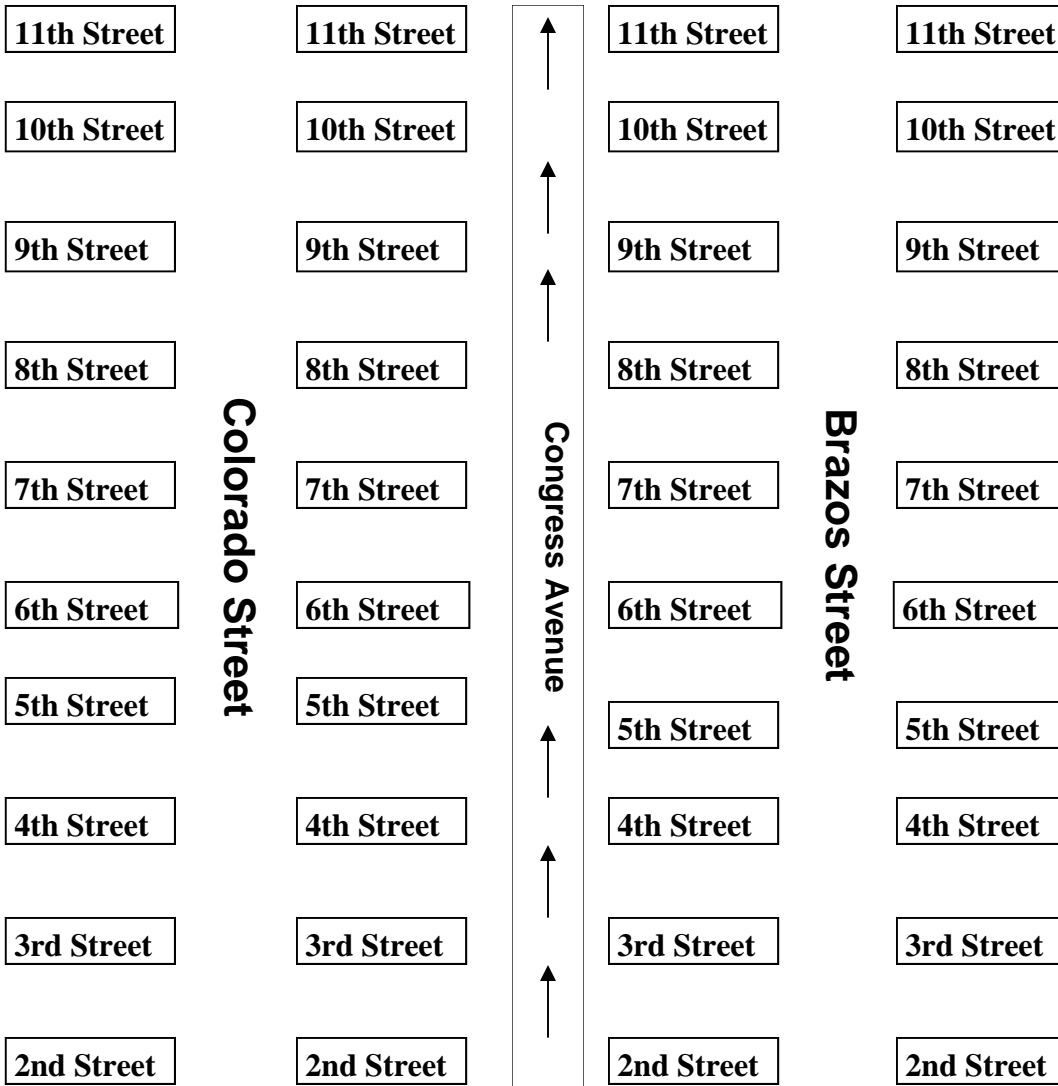 11th Street 11th Street 11th Street 11th Street
10th Street 10th Street 10th Street 10th Street
9th Street 9th Street 9th Street 9th Street
8th Street 8th Street 8th Street 8th Street
Colorado Street
Congress Avenue
Brazos Street
7th Street 7th Street 7th Street 7th Street
6th Street 6th Street 6th Street 6th Street
5th Street 5th Street 5th Street 5th Street
4th Street 4th Street 4th Street 4th Street
3rd Street 3rd Street 3rd Street 3rd Street
2nd Street 2nd Street 2nd Street 2nd Street